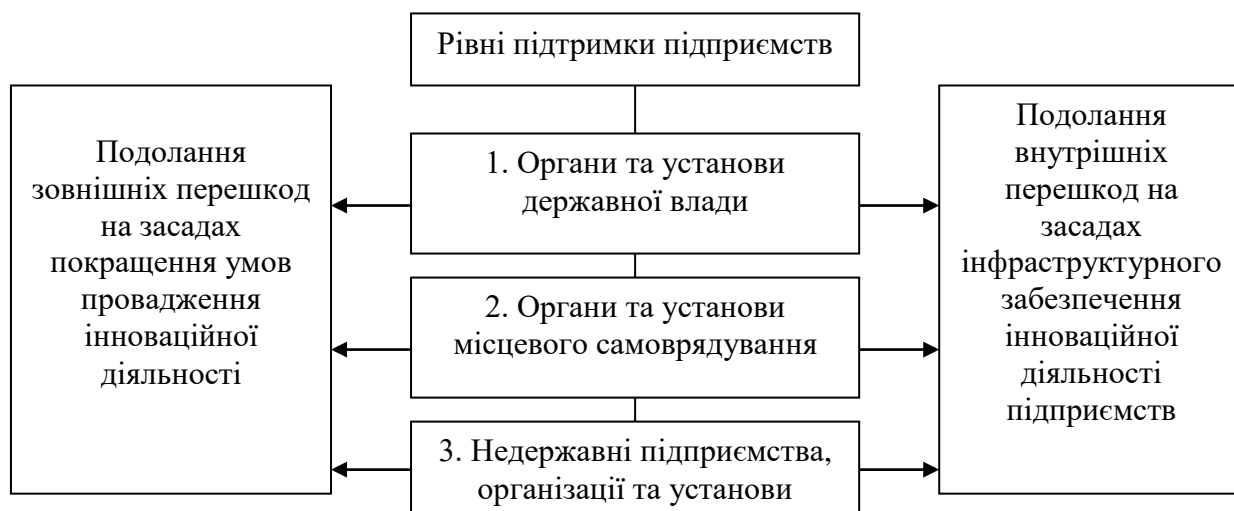 Рівні підтримки підприємств
Подолання
зовнішніх перешкод
на засадах
покращення умов
провадження
інноваційної
діяльності
1. Органи та установи
державної влади
2. Органи та установи
місцевого самоврядування
3. Недержавні підприємства,
організації та установи
Подолання
внутрішніх
перешкод на
засадах
інфраструктурного
забезпечення
інноваційної
діяльності
підприємств